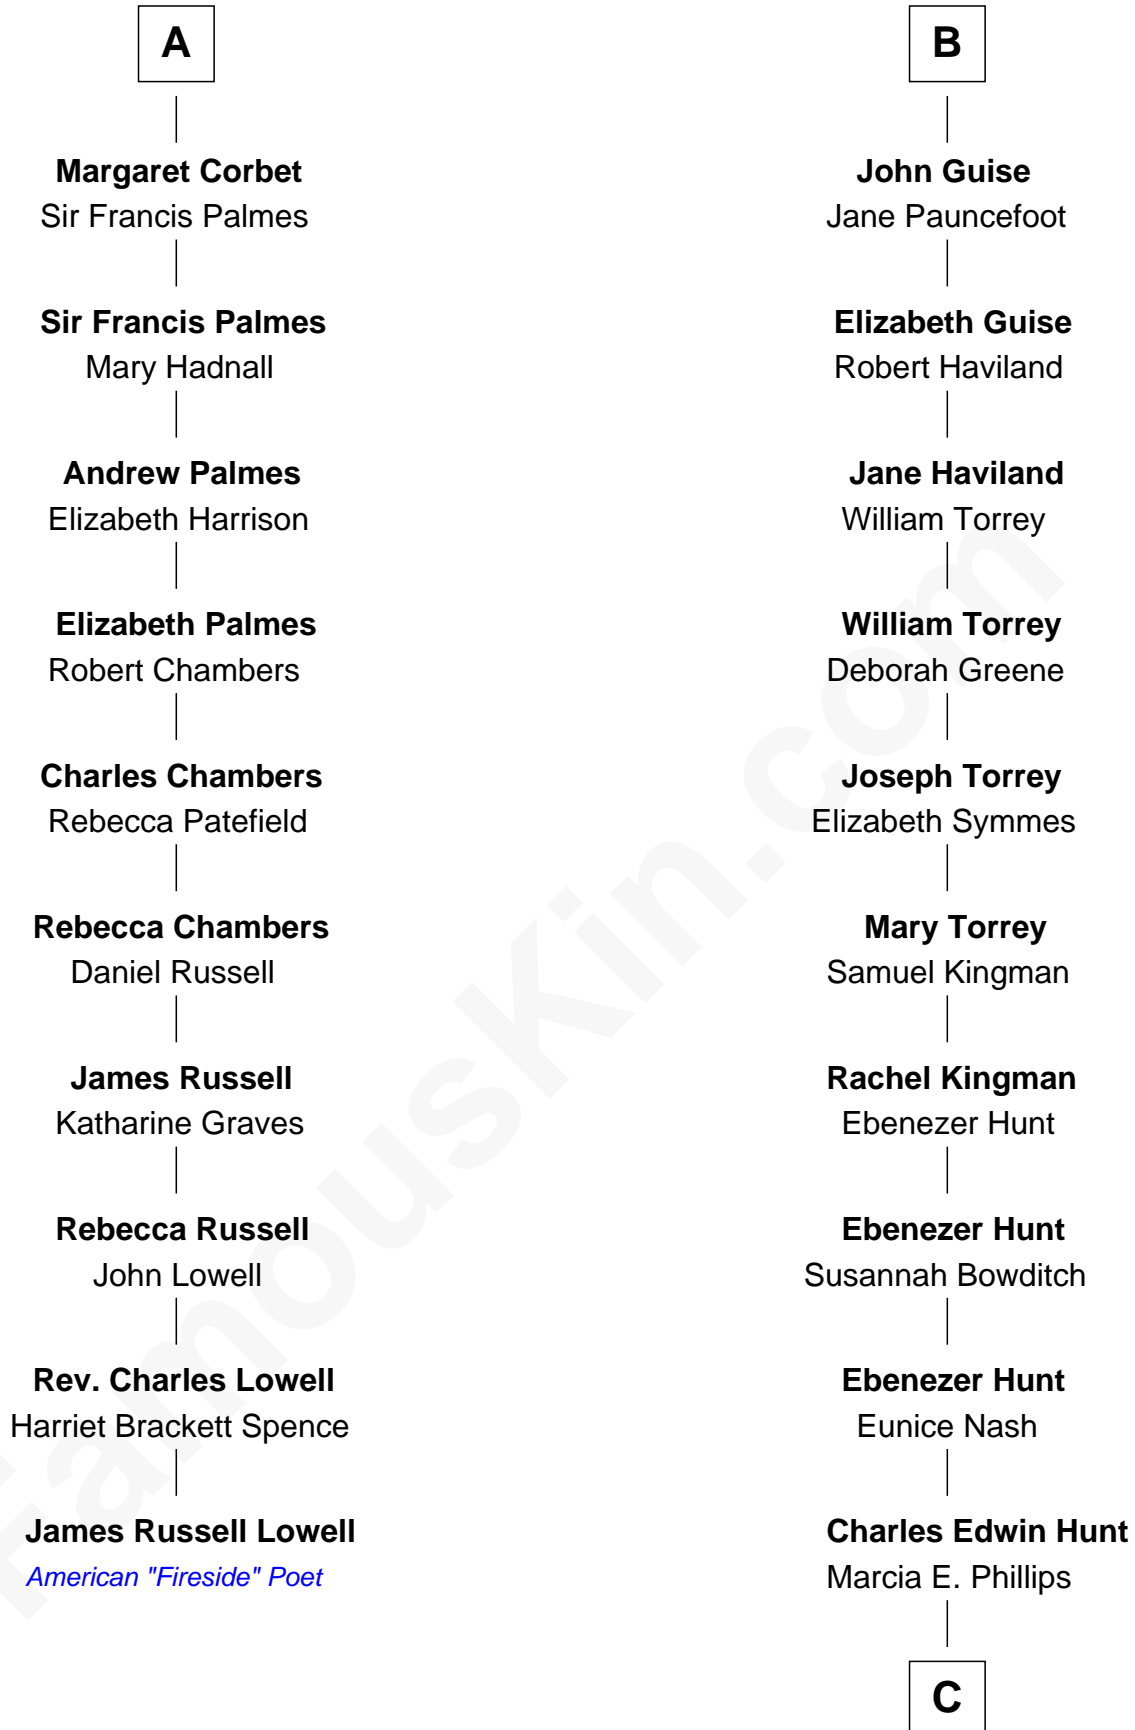 A
Margaret Corbet
Sir Francis Palmes
Sir Francis Palmes
Mary Hadnall
Andrew Palmes
Elizabeth Harrison
Elizabeth Palmes
Robert Chambers
Charles Chambers
Rebecca Patefield
Rebecca Chambers
Daniel Russell
James Russell
Katharine Graves
Rebecca Russell
John Lowell
Rev. Charles Lowell
Harriet Brackett Spence
James Russell Lowell
American "Fireside" Poet
B
John Guise
Jane Pauncefoot
Elizabeth Guise
Robert Haviland
Jane Haviland
William Torrey
William Torrey
Deborah Greene
Joseph Torrey
Elizabeth Symmes
Mary Torrey
Samuel Kingman
Rachel Kingman
Ebenezer Hunt
Ebenezer Hunt
Susannah Bowditch
Ebenezer Hunt
Eunice Nash
Charles Edwin Hunt
Marcia E. Phillips
C
FamousKin.com